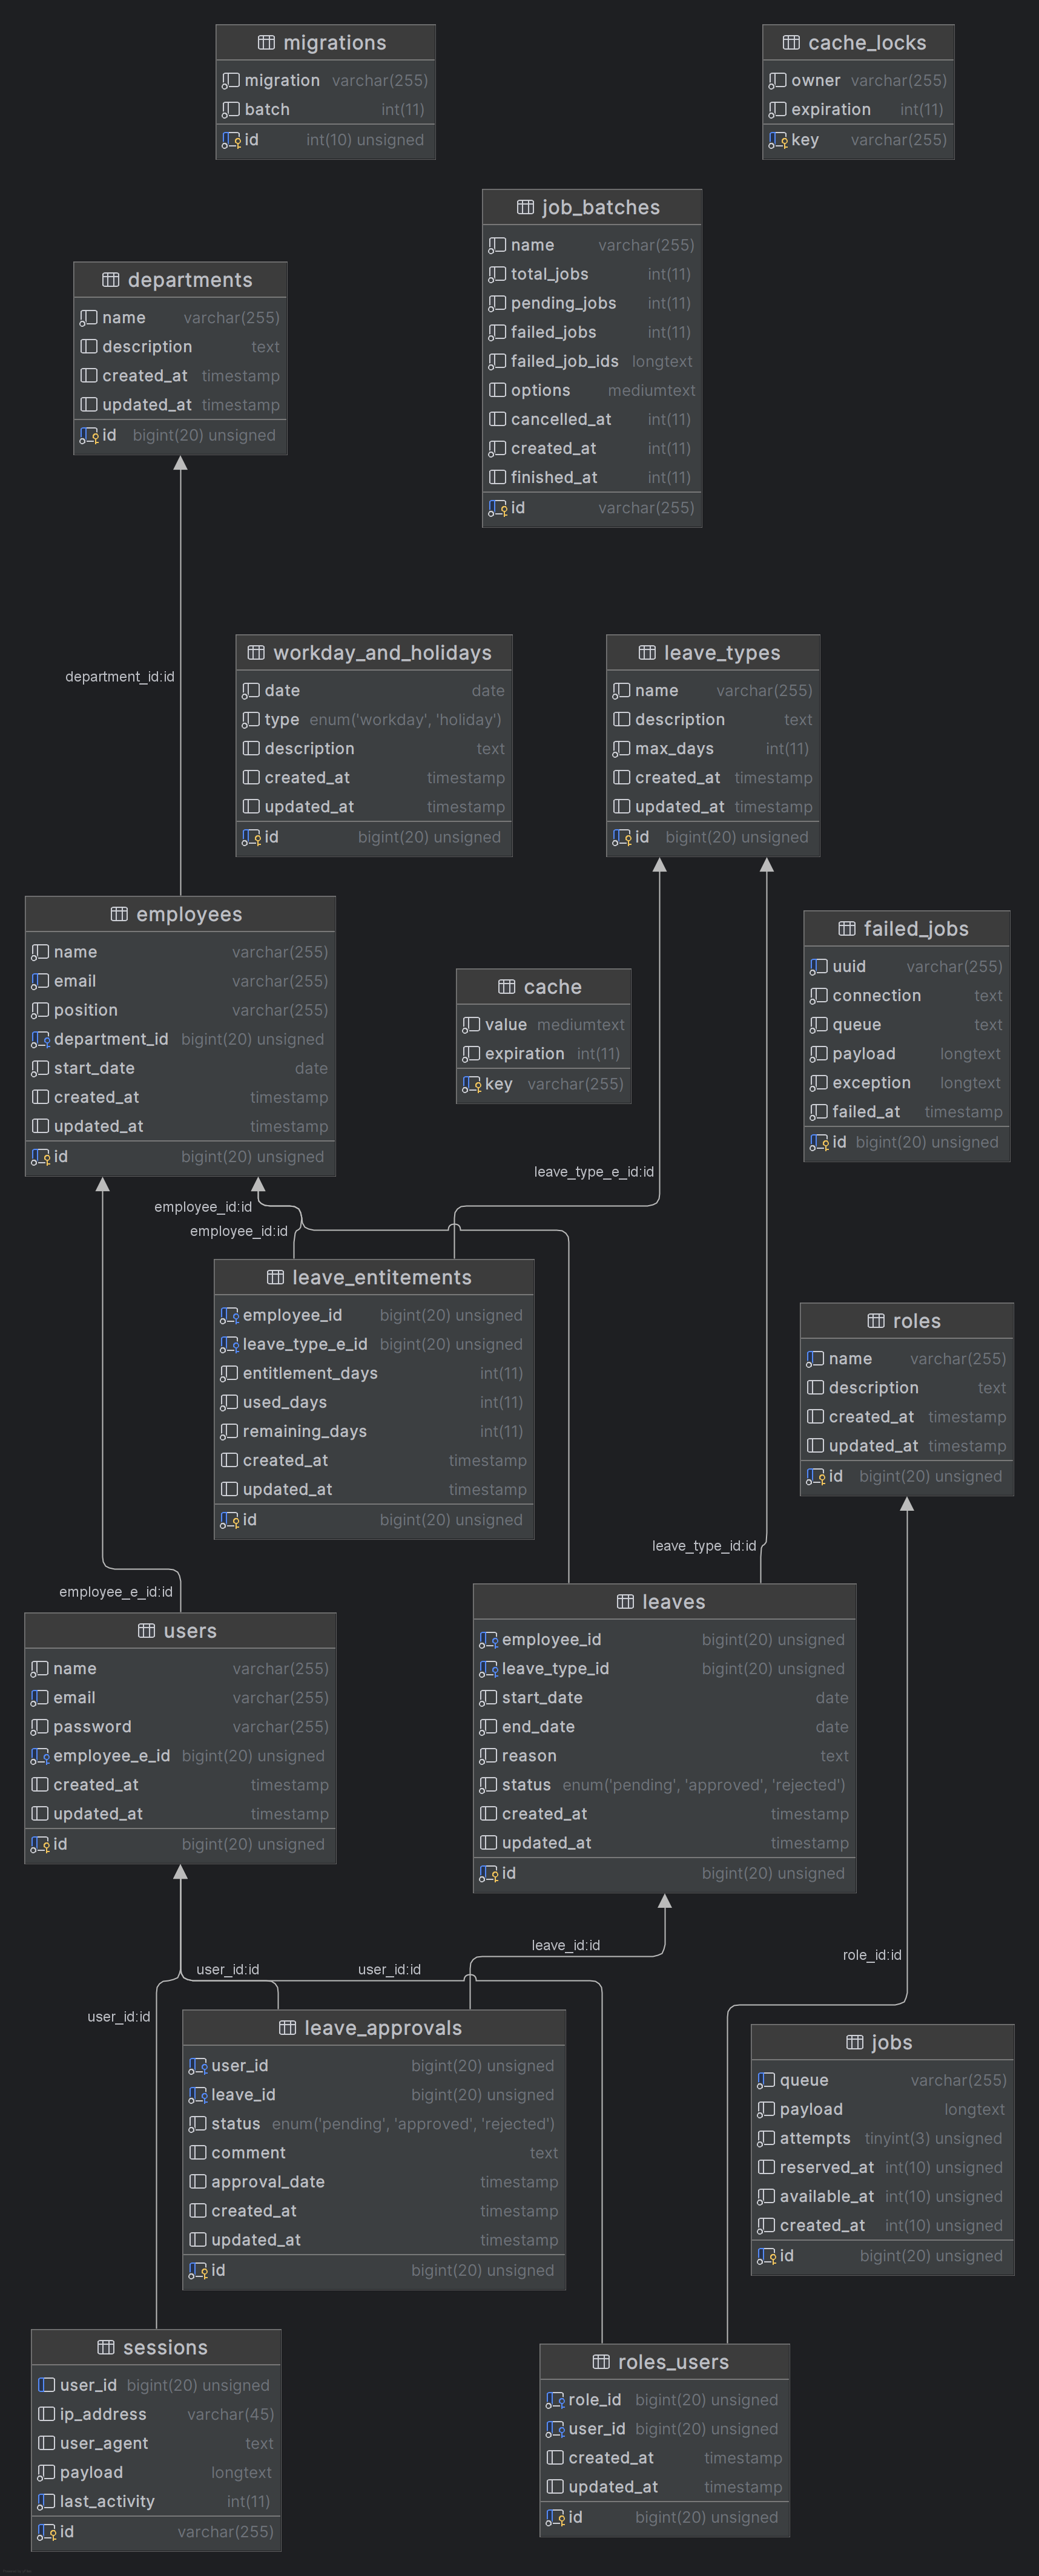 migrations
migration varchar(255)
batch int(11)
id int(10) unsigned
cache_locks
owner varchar(255)
expiration int(11)
key varchar(255)
job_batches
name varchar(255)
total_jobs int(11)
pending_jobs int(11)
failed_jobs int(11)
failed_job_ids longtext
options mediumtext
cancelled_at int(11)
created_at int(11)
finished_at int(11)
id varchar(255)
departments
name varchar(255)
description text
created_at timestamp
updated_at timestamp
id bigint(20) unsigned
department_id:id
workday_and_holidays
date date
type enum('workday', 'holiday')
description text
created_at timestamp
updated_at timestamp
id bigint(20) unsigned
leave_types
name varchar(255)
description text
max_days int(11)
created_at timestamp
updated_at timestamp
id bigint(20) unsigned
employees
name varchar(255)
email varchar(255)
position varchar(255)
department_id bigint(20) unsigned
start_date date
created_at timestamp
updated_at timestamp
id bigint(20) unsigned
cache
value mediumtext
expiration int(11)
key varchar(255)
failed_jobs
uuid varchar(255)
connection text
queue text
payload longtext
exception longtext
failed_at timestamp
id bigint(20) unsigned
leave_type_e_id:id
employee_id:id
employee_id:id
leave_entitements
employee_id bigint(20) unsigned
leave_type_e_id bigint(20) unsigned
entitlement_days int(11)
used_days int(11)
remaining_days int(11)
created_at timestamp
updated_at timestamp
id bigint(20) unsigned
roles
name varchar(255)
description text
created_at timestamp
updated_at timestamp
id bigint(20) unsigned
leave_type_id:id
employee_e_id:id
users
name varchar(255)
email varchar(255)
password varchar(255)
employee_e_id bigint(20) unsigned
created_at timestamp
updated_at timestamp
id bigint(20) unsigned
leaves
employee_id bigint(20) unsigned
leave_type_id bigint(20) unsigned
start_date date
end_date date
reason text
status enum('pending', 'approved', 'rejected')
created_at timestamp
updated_at timestamp
id bigint(20) unsigned
leave_id:id
role_id:id
user_id:id
user_id:id
user_id:id
leave_approvals
user_id bigint(20) unsigned
leave_id bigint(20) unsigned
status enum('pending', 'approved', 'rejected')
comment text
approval_date timestamp
created_at timestamp
updated_at timestamp
id bigint(20) unsigned
jobs
queue varchar(255)
payload longtext
attempts tinyint(3) unsigned
reserved_at int(10) unsigned
available_at int(10) unsigned
created_at int(10) unsigned
id bigint(20) unsigned
sessions
user_id bigint(20) unsigned
ip_address varchar(45)
user_agent text
payload longtext
last_activity int(11)
id varchar(255)
roles_users
role_id bigint(20) unsigned
user_id bigint(20) unsigned
created_at timestamp
updated_at timestamp
id bigint(20) unsigned